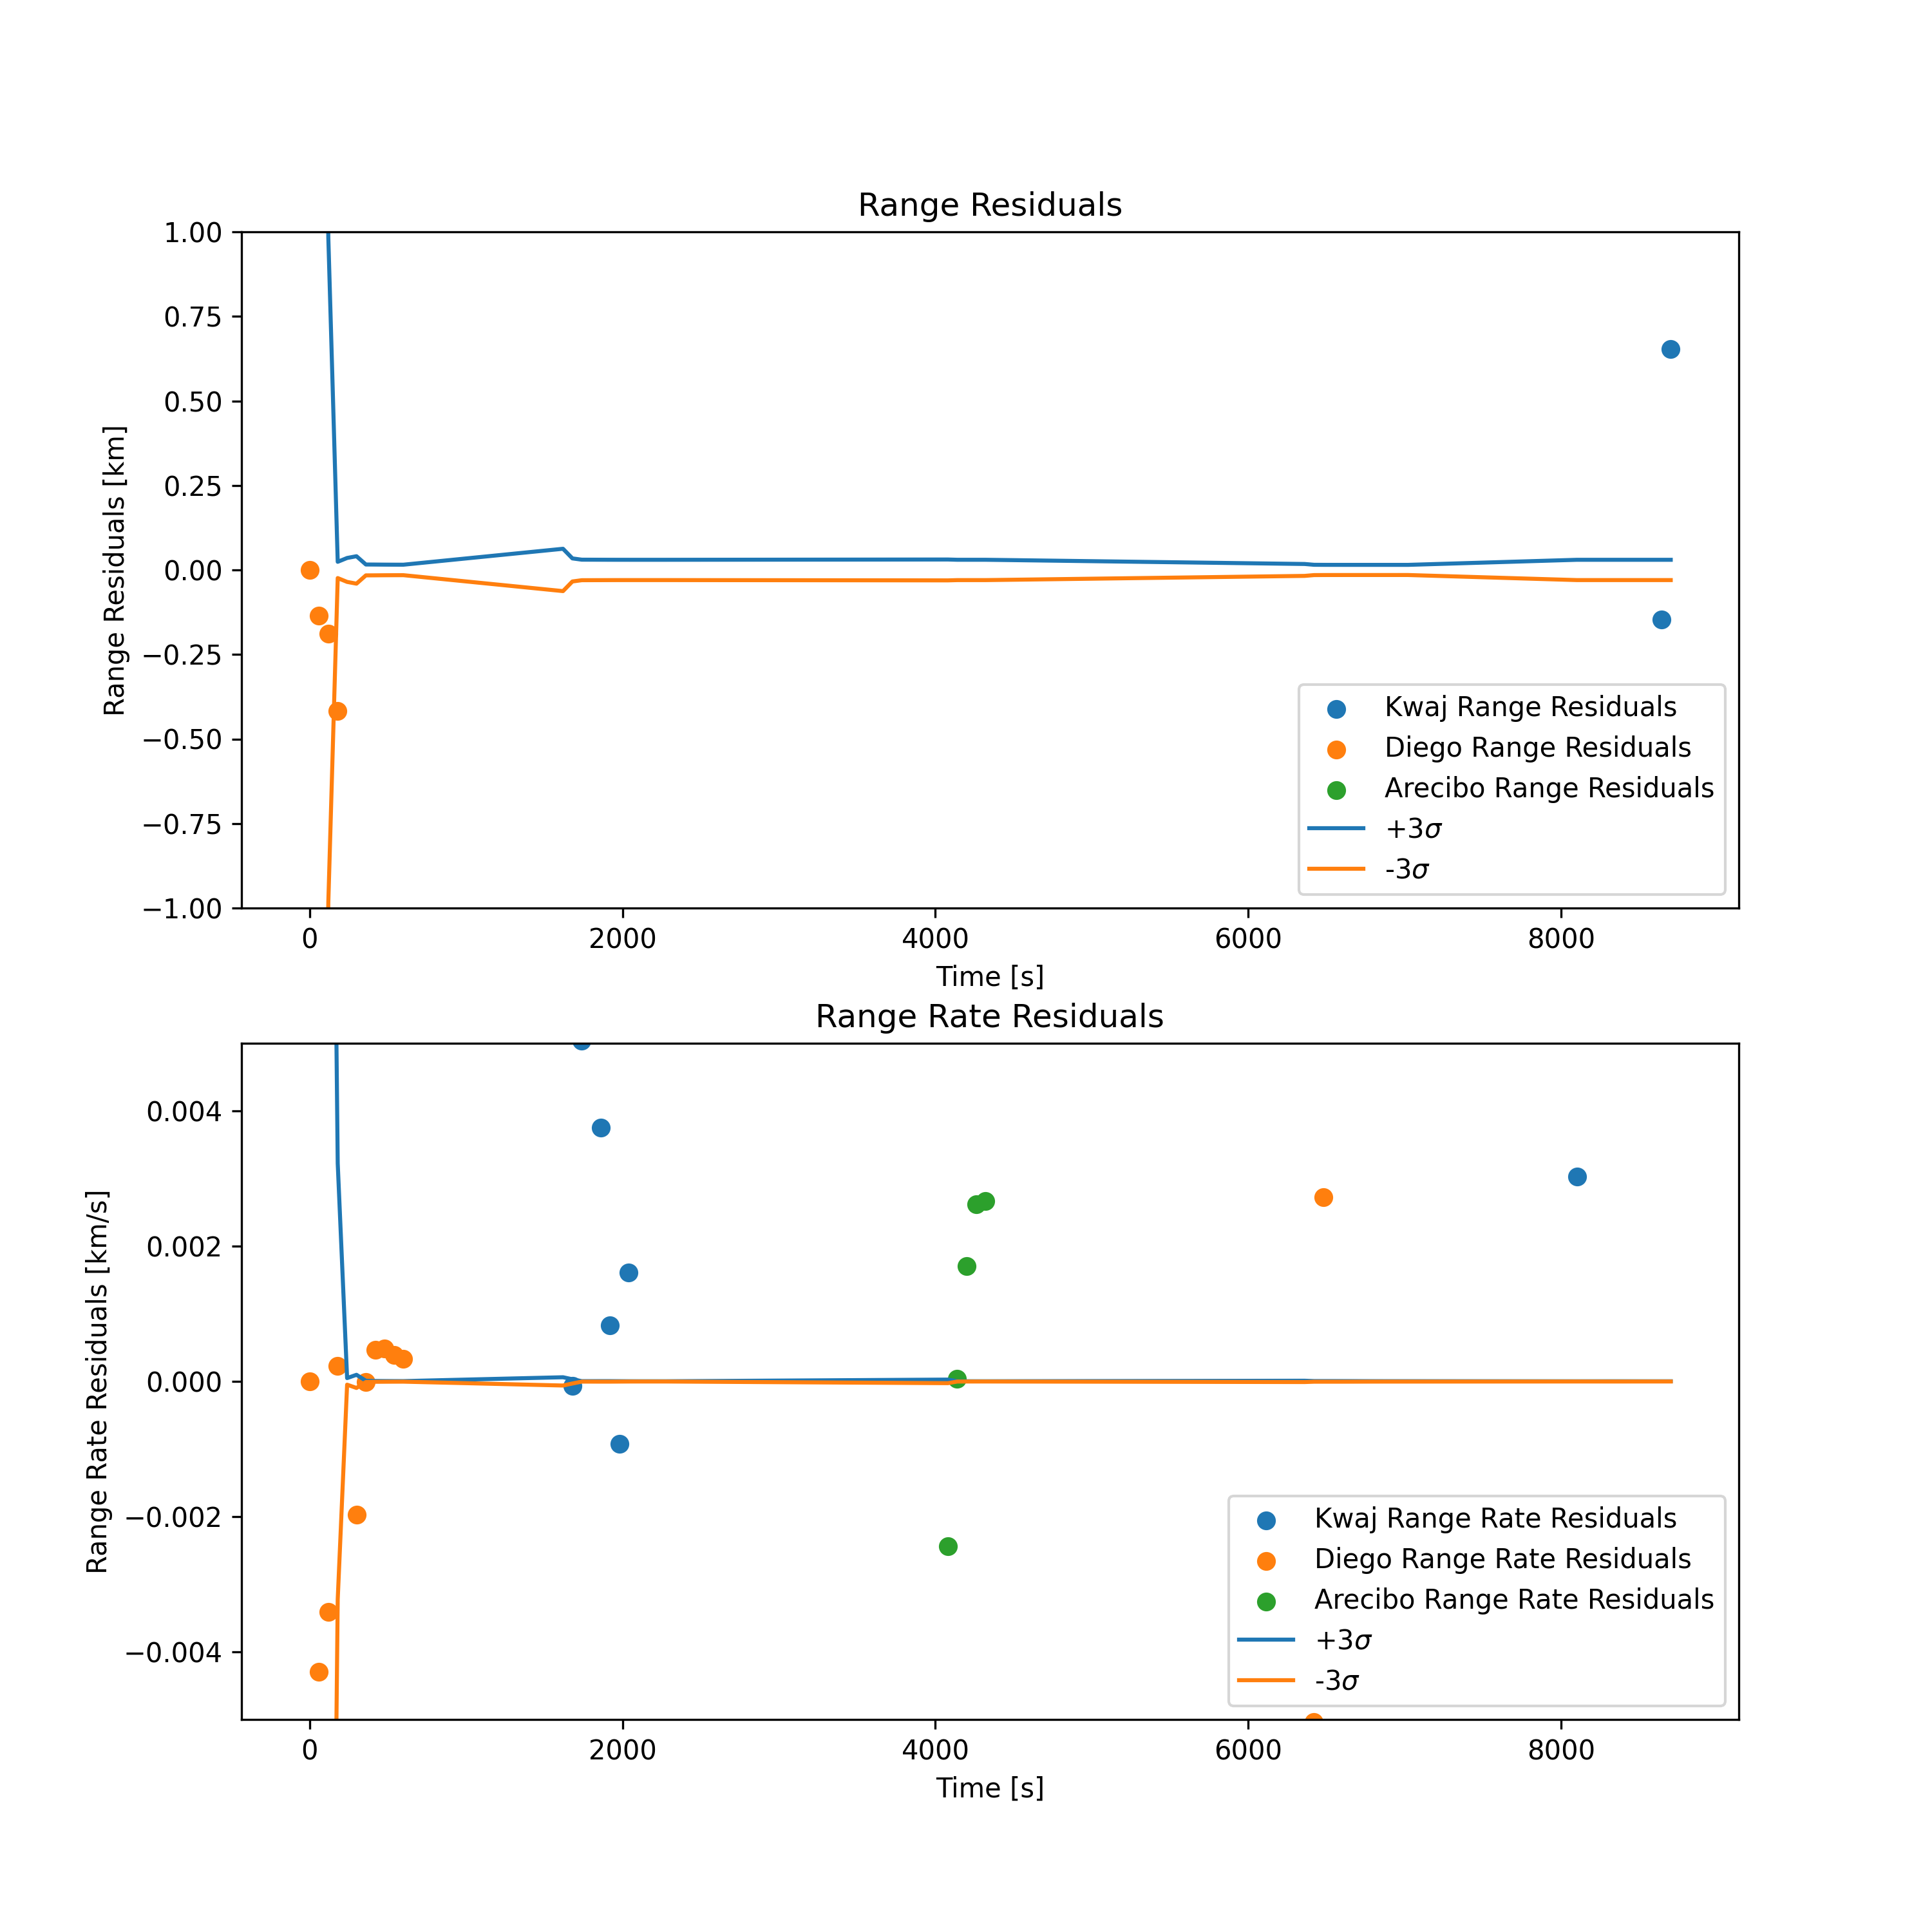 Range Residuals
1.00
0.75
0.50
0.25
0.00
−0.25
−0.50
−0.75
−1.00
Range Residuals [km]
Kwaj Range Residuals
Diego Range Residuals
Arecibo Range Residuals
+3σ
-3σ
0 2000 4000 6000 8000
Time [s]
Range Rate Residuals
0.004
0.002
0.000
−0.002
−0.004
Range Rate Residuals [km/s]
Kwaj Range Rate Residuals
Diego Range Rate Residuals
Arecibo Range Rate Residuals
+3σ
-3σ
0 2000 4000 6000 8000
Time [s]